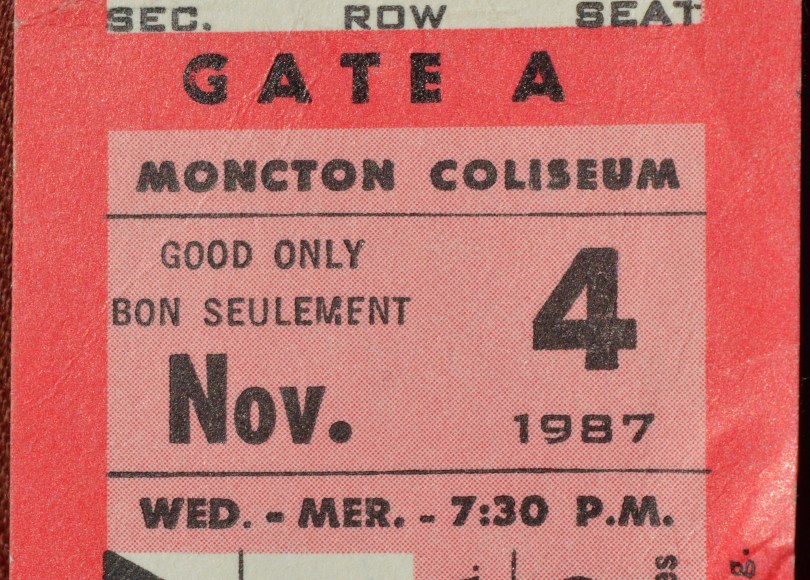 SEC. ROW SEAT
GATE A
MONCTON COLISEUM
GOOD ONLY
BON SEULEMENT
Nov. 4
1987
WED. - MER. - 7:30 P.M.